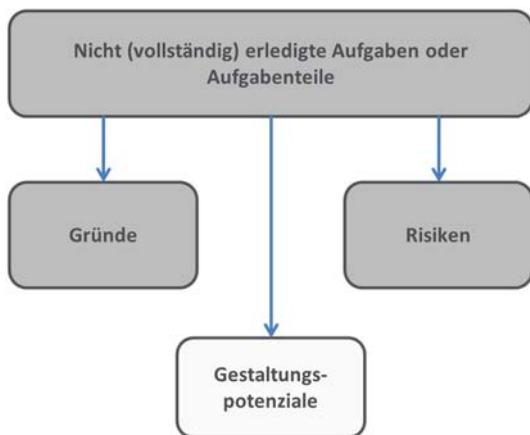 Nicht (vollständig) erledigte Aufgaben oder
Aufgabenteile
Gründe
Risiken
Gestaltungs-
potenziale